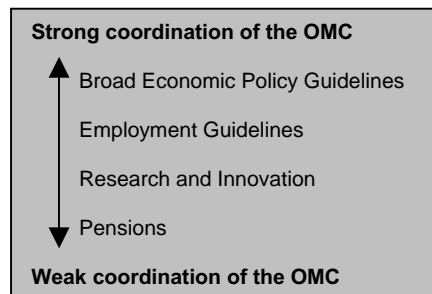 Strong coordination of the OMC
Broad Economic Policy Guidelines
Employment Guidelines
Research and Innovation
Pensions
Weak coordination of the OMC